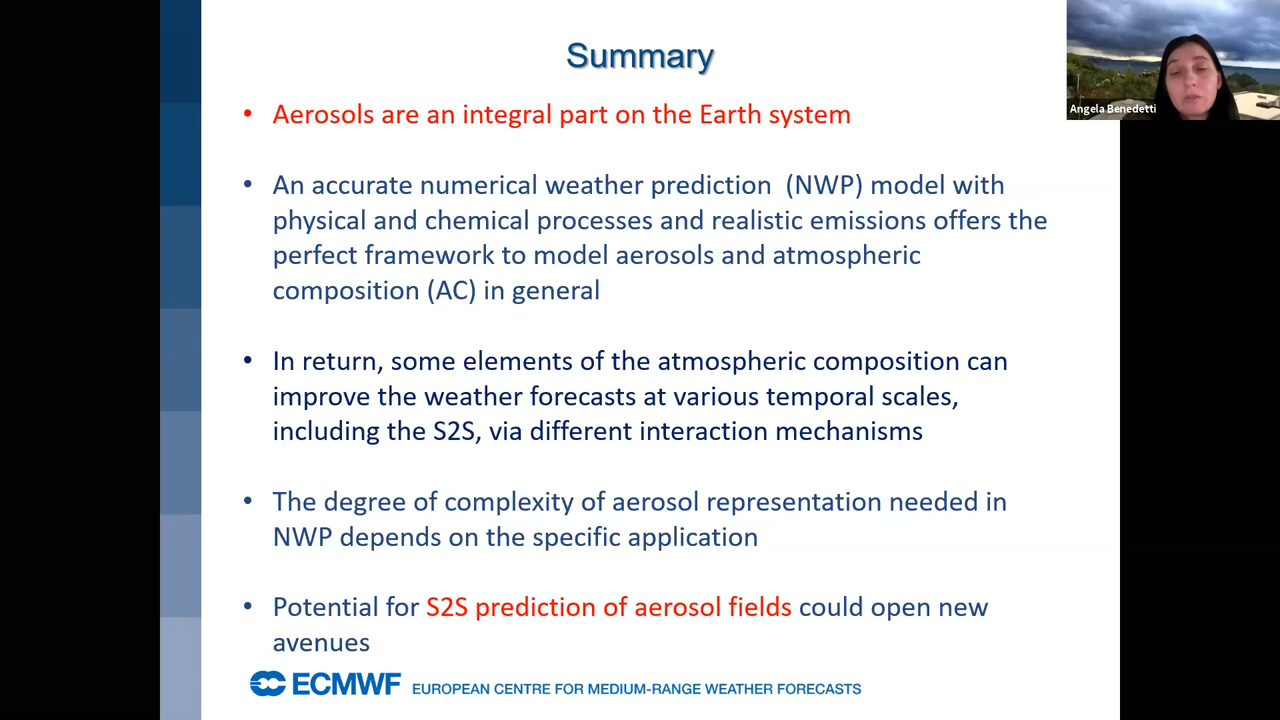 Summary
Angela Benedetti
• Aerosols are an integral part on the Earth system
• An accurate numerical weather prediction (NWP) model with
physical and chemical processes and realistic emissions offers the
perfect framework to model aerosols and atmospheric
composition (AC) in general
• In return, some elements of the atmospheric composition can
improve the weather forecasts at various temporal scales,
including the S2S, via different interaction mechanisms
• The degree of complexity of aerosol representation needed in
NWP depends on the specific application
• Potential for S2S prediction of aerosol fields could open new
avenues
ECMWF EUROPEAN CENTRE FOR MEDIUM-RANGE WEATHER FORECASTS